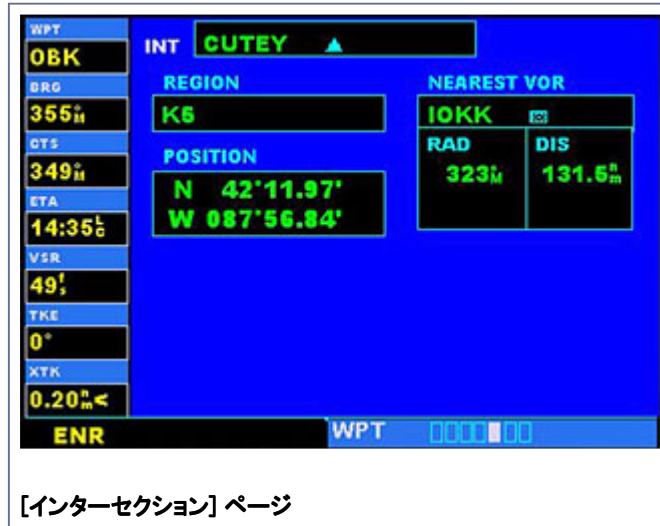 WPT
OBK
BRG
355°M
CTS
349°M
ETA
14:35LC
VSR
49fs
TKE
0°
XTK
0.20nm<
ENR
INT CUTEY
REGION
K5
POSITION
N 42°11.97'
W 087°56.84'
NEAREST VOR
IOKK
RAD DIS
323°M 131.5nm
WPT
[インターセクション] ページ